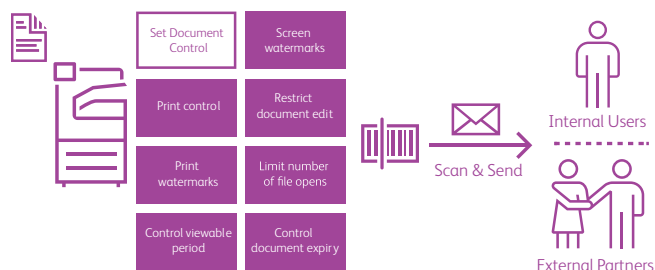 Set Document
Control
Screen
watermarks
Print control
Restrict
document edit
Print
watermarks
Limit number
of file opens
Control viewable
period
Control
document expiry
Scan & Send
Internal Users
External Partners